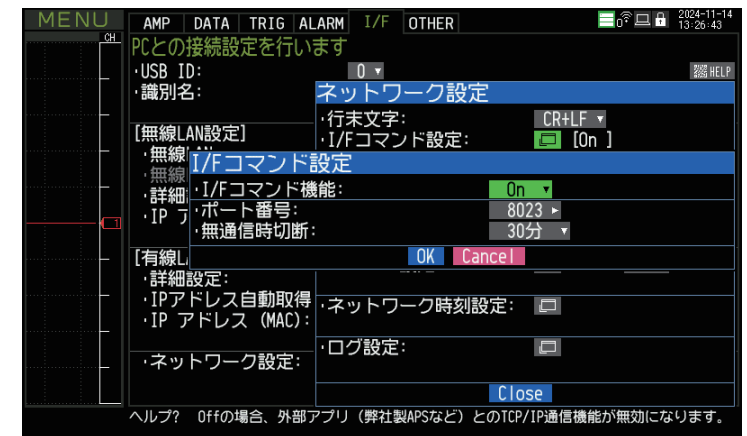 MENU AMP DATA TRIG ALARM I/F OTHER 2024-11-14
13:26:43
CH
PCとの接続設定を行います
・USB ID: 0 HELP
・識別名:
ネットワーク設定
・行末文字: CR+LF
[無線LAN設定]
・I/Fコマンド設定: [On ]
・無線
I/Fコマンド設定
・無線
・詳細
・I/Fコマンド機能: On
・IP ア
・ポート番号: 8023
1
・無通信時切断: 30分
OK Cancel
[有線L
・詳細設定:
・IPアドレス自動取得
・ネットワーク時刻設定:
・IP アドレス (MAC):
・ログ設定:
・ネットワーク設定:
Close
ヘルプ? Offの場合、外部アプリ（弊社製APSなど）とのTCP/IP通信機能が無効になります。